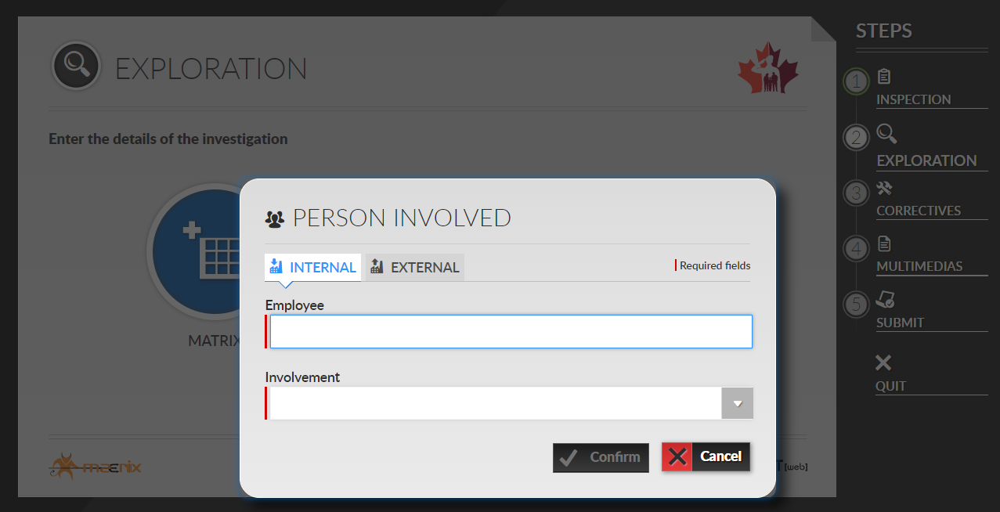 EXPLORATION
Enter the details of the investigation
PERSON INVOLVED
INTERNAL
EXTERNAL
Required fields
Employee
Involvement
Confirm
Cancel
maerix
[web]
STEPS
1
INSPECTION
2
EXPLORATION
3
CORRECTIVES
4
MULTIMEDIAS
5
SUBMIT
QUIT